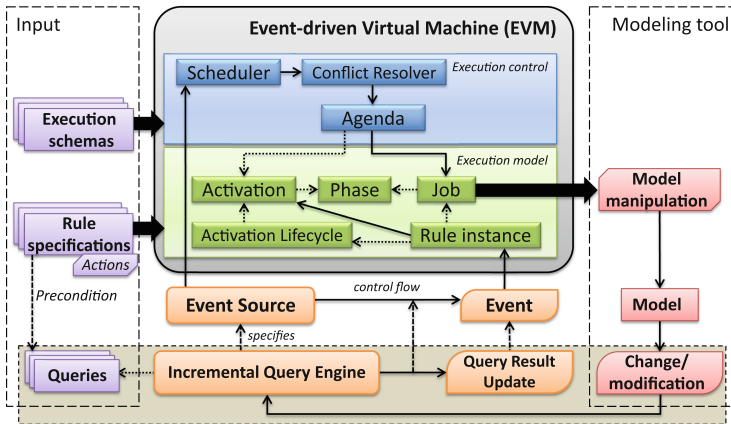 Input
Event-driven Virtual Machine (EVM)
Modeling tool
Scheduler
Conflict Resolver
Execution control
Agenda
Execution
schemas
Execution model
Activation
Phase
Job
Model
manipulation
Rule
specifications
Actions
Activation Lifecycle
Rule instance
Precondition
Event Source
control flow
Event
Model
specifies
Queries
Incremental Query Engine
Query Result
Update
Change/
modification